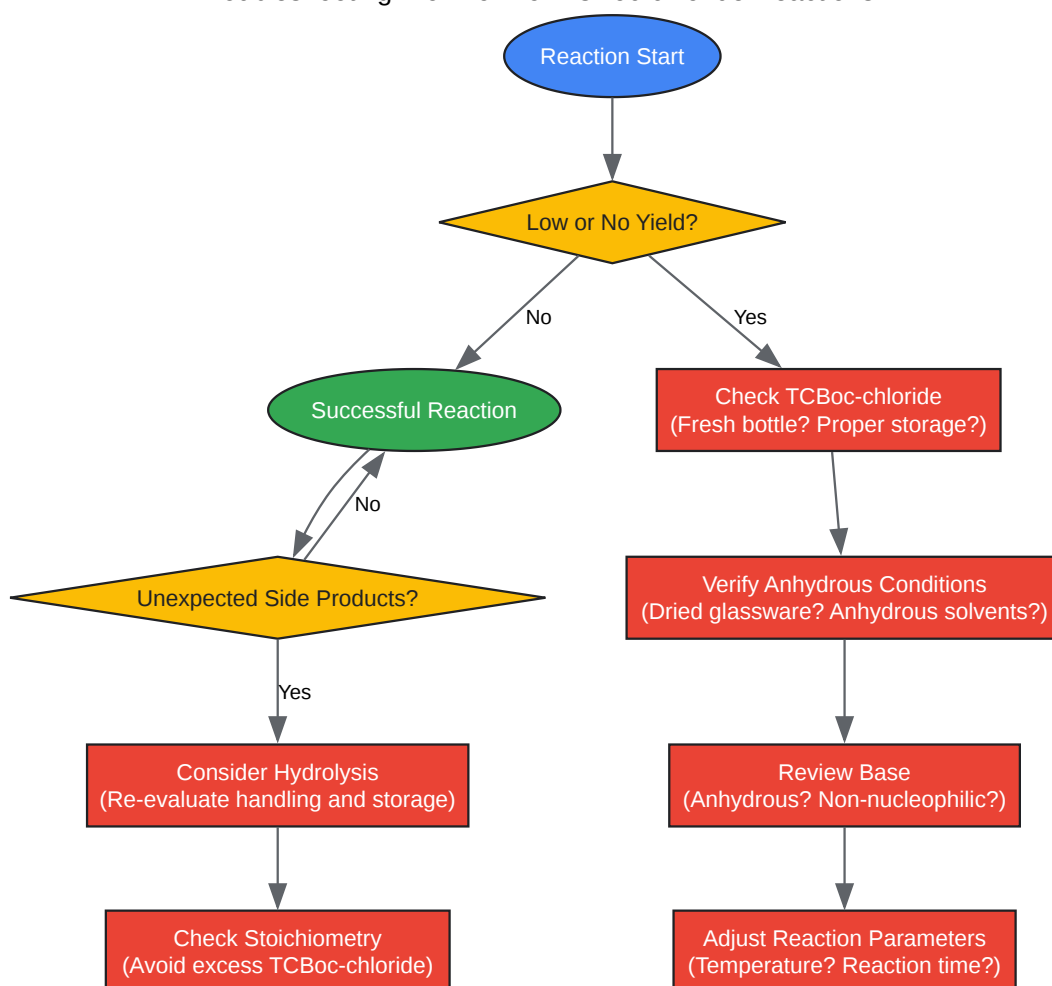 Reaction Start
Low or No Yield?
No
Yes
Successful Reaction
Check TCBoc-chloride
(Fresh bottle? Proper storage?)
No
Unexpected Side Products?
Verify Anhydrous Conditions
(Dried glassware? Anhydrous solvents?)
Yes
Consider Hydrolysis
(Re-evaluate handling and storage)
Review Base
(Anhydrous? Non-nucleophilic?)
Check Stoichiometry
(Avoid excess TCBoc-chloride)
Adjust Reaction Parameters
(Temperature? Reaction time?)